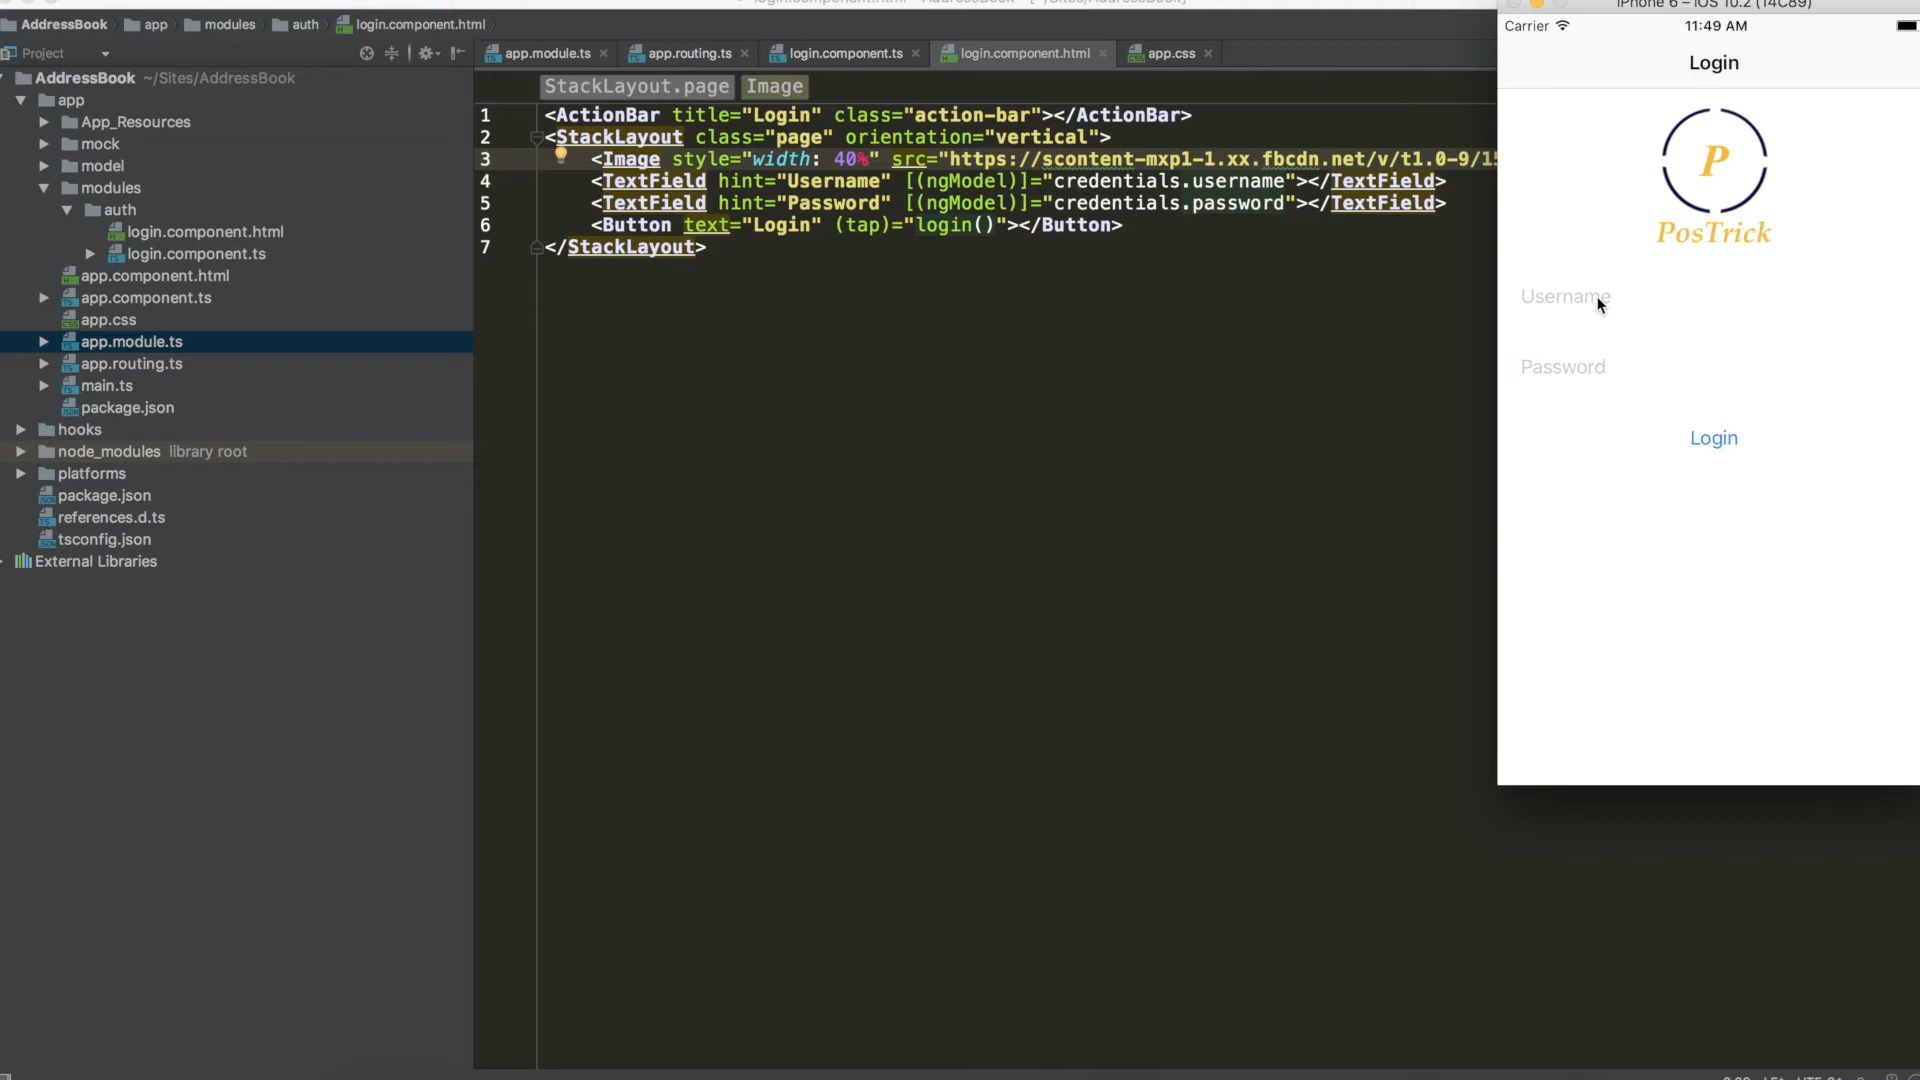 iPhone 6 – iOS 10.2 (14C89)
AddressBook app modules auth login.component.html
Carrier 11:49 AM
Project
app.module.ts app.routing.ts login.component.ts login.component.html app.css
Login
AddressBook ~/Sites/AddressBook
app
App_Resources
mock
model
modules
auth
login.component.html
login.component.ts
app.component.html
app.component.ts
app.css
app.module.ts
app.routing.ts
main.ts
package.json
hooks
node_modules library root
platforms
package.json
references.d.ts
tsconfig.json
External Libraries
StackLayout.page Image
1 <ActionBar title="Login" class="action-bar"></ActionBar>
2 <StackLayout class="page" orientation="vertical">
3 <Image style="width: 40%" src="https://scontent-mxp1-1.xx.fbcdn.net/v/t1.0-9/15
4 <TextField hint="Username" [(ngModel)]="credentials.username"></TextField>
5 <TextField hint="Password" [(ngModel)]="credentials.password"></TextField>
6 <Button text="Login" (tap)="login()"></Button>
7 </StackLayout>
P
PosTrick
Username
Password
Login